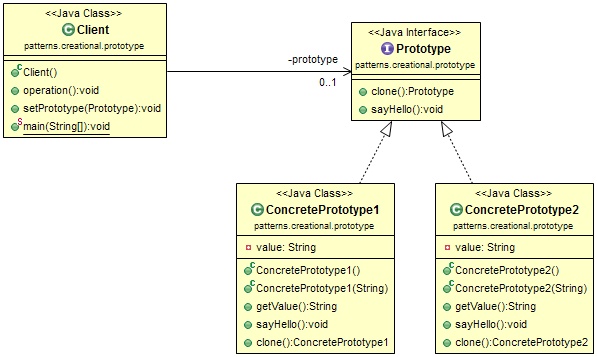 <<Java Class>>
Client
patterns.creational.prototype
Client()
operation():void
setPrototype(Prototype):void
main(String[]):void
-prototype
0..1
<<Java Interface>>
Prototype
patterns.creational.prototype
clone():Prototype
sayHello():void
<<Java Class>>
ConcretePrototype1
patterns.creational.prototype
value: String
ConcretePrototype1()
ConcretePrototype1(String)
getValue():String
sayHello():void
clone():ConcretePrototype1
<<Java Class>>
ConcretePrototype2
patterns.creational.prototype
value: String
ConcretePrototype2()
ConcretePrototype2(String)
getValue():String
sayHello():void
clone():ConcretePrototype2